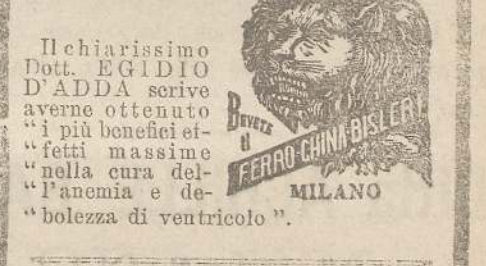 Il chiarissimo
Dott. EGIDIO
D'ADDA scrive
averne ottenuto
“i più benefici ef-
“fetti massime
“nella cura del-
“l'anemia e de-
“bolezza di ventricolo”.
BEVETE
il
FERRO-CHINA-BISLERI
MILANO